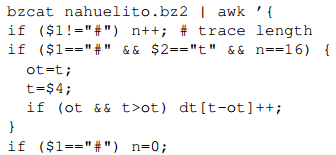 bzcat nahuelito.bz2 | awk ’{
if ($1!="#") n++; # trace length
if ($1=="#" && $2=="t" && n==16) {
ot=t;
t=$4;
if (ot && t>ot) dt[t-ot]++;
}
if ($1=="#") n=0;